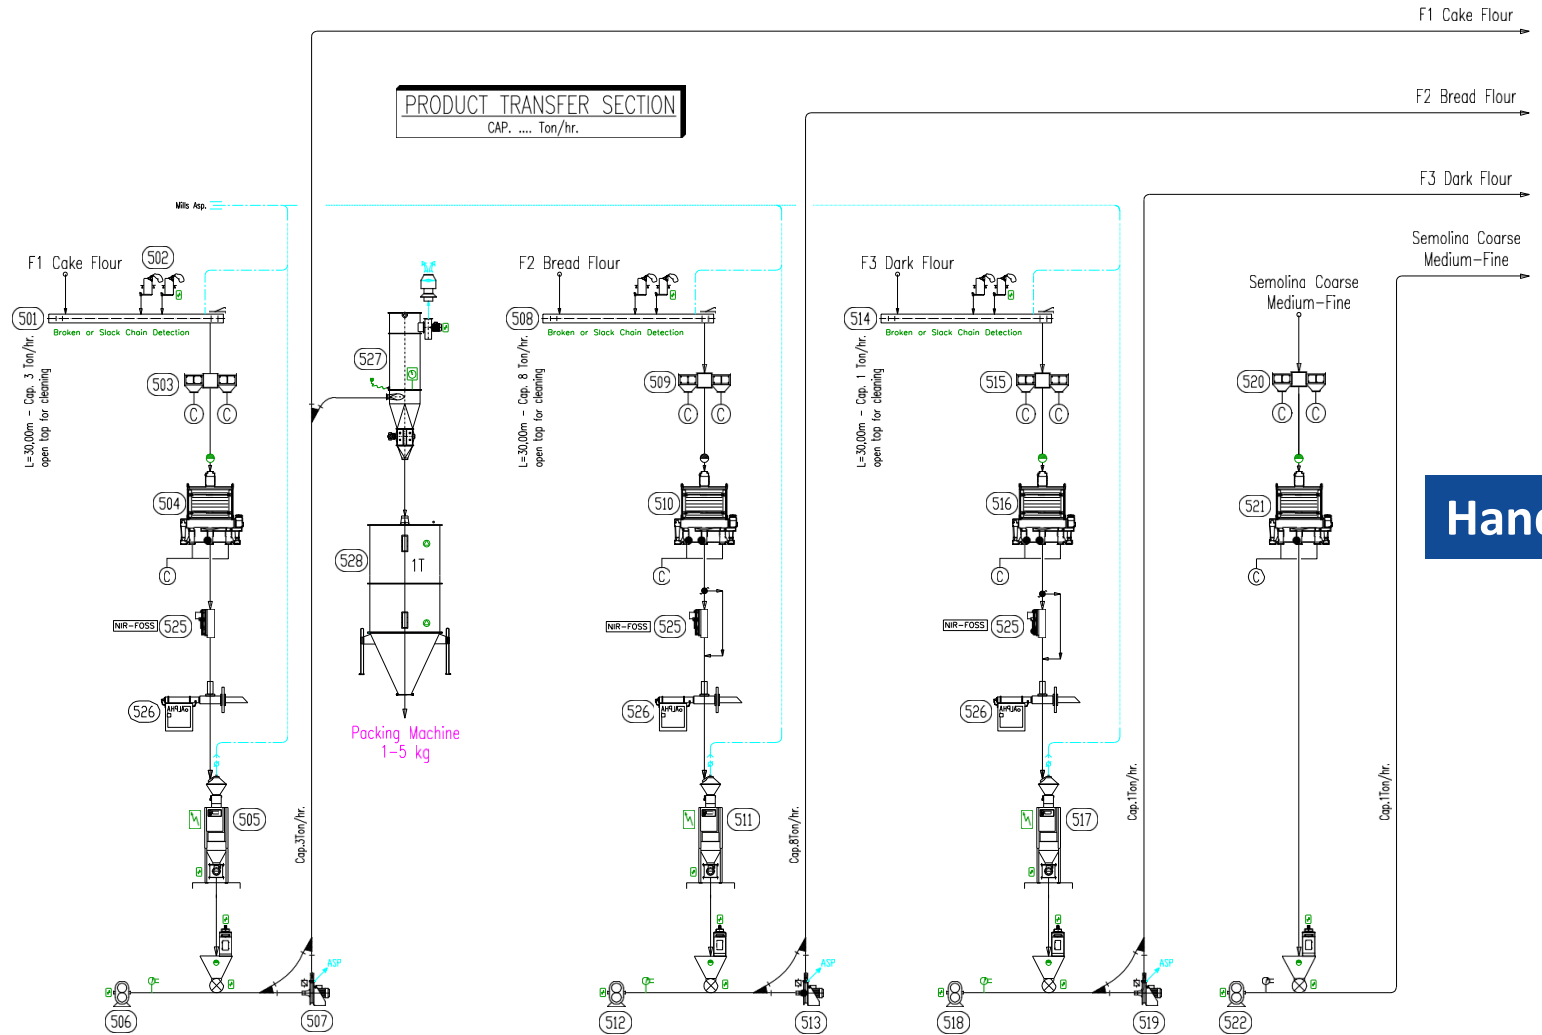 F1 Cake Flour
F2 Bread Flour
F3 Dark Flour
Semolina Coarse
Medium-Fine
PRODUCT TRANSFER SECTION
CAP. .... Ton/hr.
Mills Asp.
F1 Cake Flour
502
501
Broken or Slack Chain Detection
L=30,00m - Cap. 3 Ton/hr.
open top for cleaning
503
C
C
504
C
NIR-FOSS
525
526
ALPHA
505
Cap.3Ton/hr.
ASP
506
507
527
528
1T
Packing Machine
1-5 kg
F2 Bread Flour
508
Broken or Slack Chain Detection
L=30,00m - Cap. 8 Ton/hr.
open top for cleaning
509
C
C
510
C
NIR-FOSS
525
526
ALPHA
511
Cap.8Ton/hr.
ASP
512
513
F3 Dark Flour
514
Broken or Slack Chain Detection
L=30,00m - Cap. 1 Ton/hr.
open top for cleaning
515
C
C
516
C
NIR-FOSS
525
526
ALPHA
517
Cap.1Ton/hr.
ASP
518
519
Semolina Coarse
Medium-Fine
520
C
C
521
C
Cap.1Ton/hr.
522
Hand